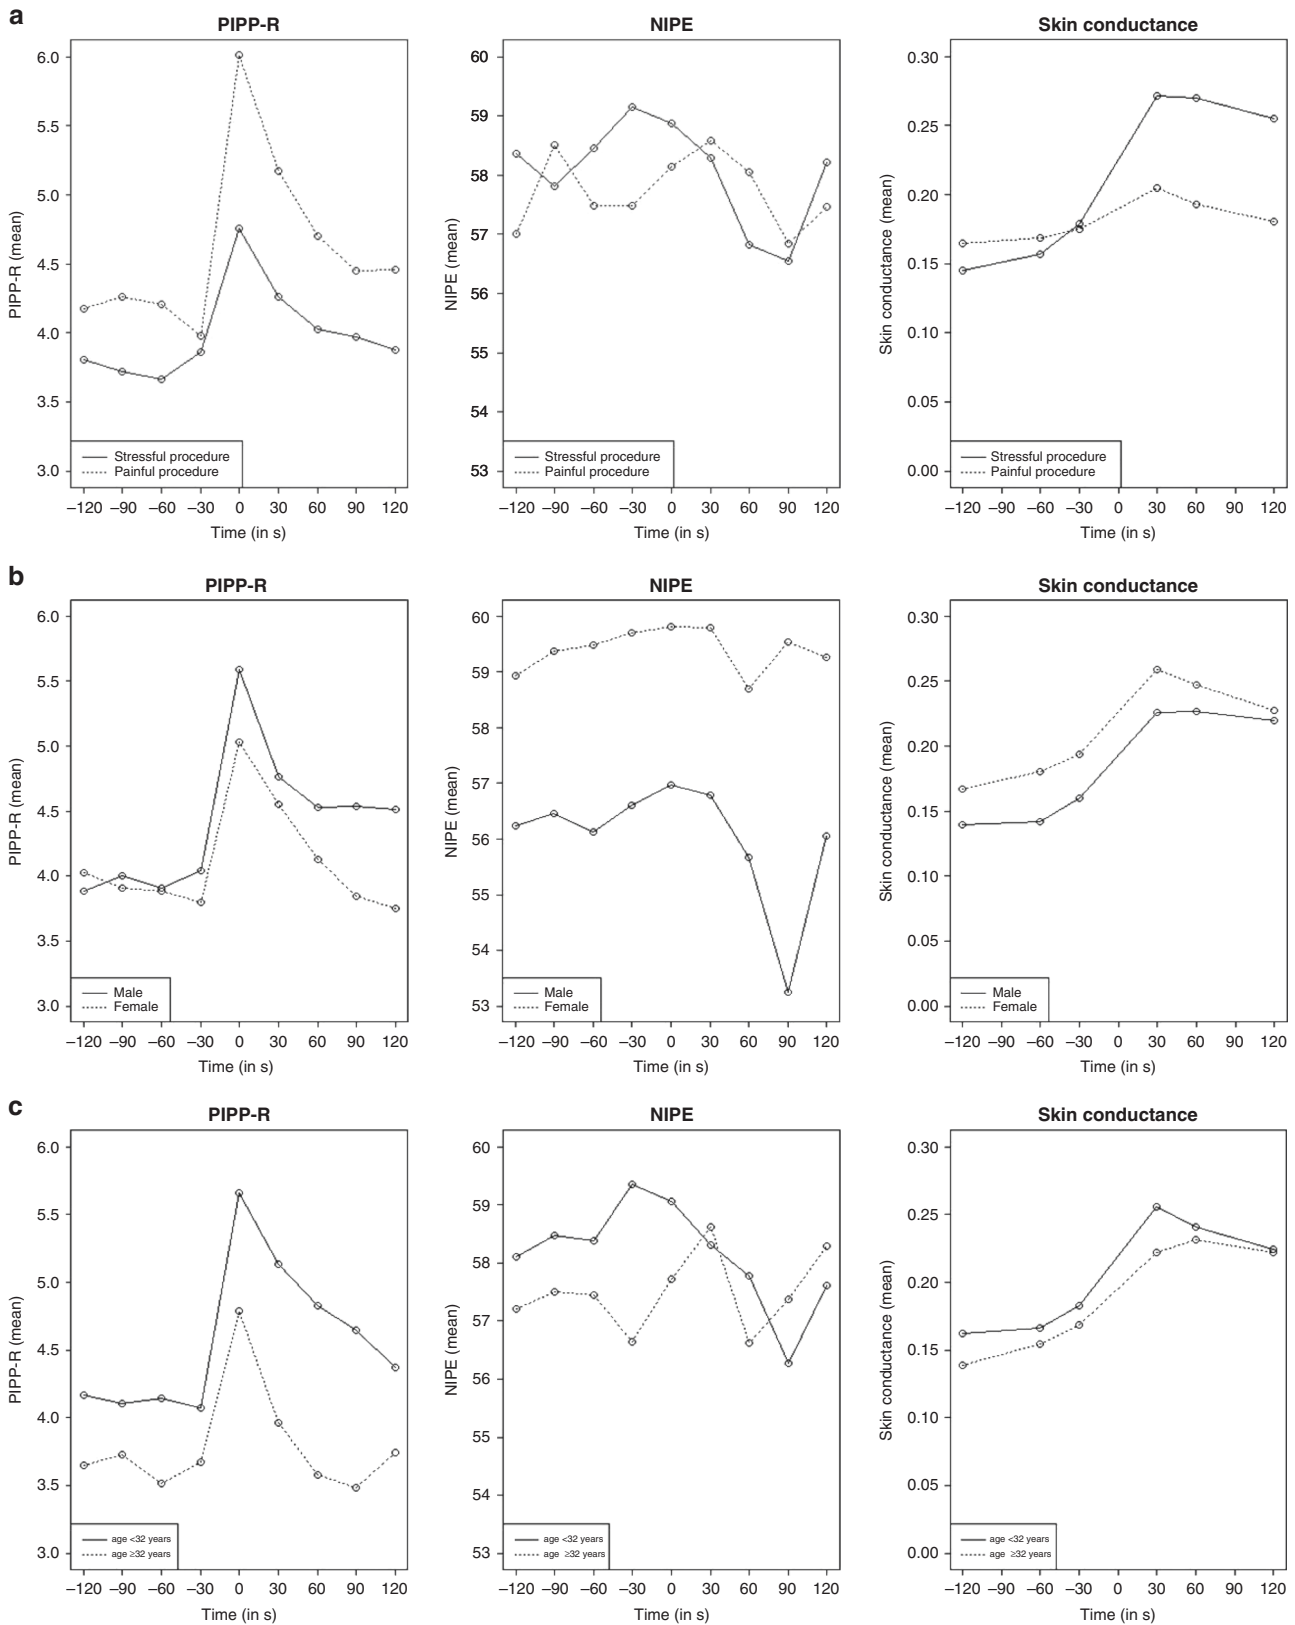 a
PIPP-R
NIPE
Skin conductance
6.0
5.5
5.0
4.5
4.0
3.5
3.0
PIPP-R (mean)
Stressful procedure
Painful procedure
–120 –90 –60 –30 0 30 60 90 120
Time (in s)
60
59
58
57
56
55
54
53
NIPE (mean)
Stressful procedure
Painful procedure
–120 –90 –60 –30 0 30 60 90 120
Time (in s)
0.30
0.25
0.20
0.15
0.10
0.05
0.00
Skin conductance (mean)
Stressful procedure
Painful procedure
–120 –90 –60 –30 0 30 60 90 120
Time (in s)
b
PIPP-R
NIPE
Skin conductance
6.0
5.5
5.0
4.5
4.0
3.5
3.0
PIPP-R (mean)
Male
Female
–120 –90 –60 –30 0 30 60 90 120
Time (in s)
60
59
58
57
56
55
54
53
NIPE (mean)
Male
Female
–120 –90 –60 –30 0 30 60 90 120
Time (in s)
0.30
0.25
0.20
0.15
0.10
0.05
0.00
Skin conductance (mean)
Male
Female
–120 –90 –60 –30 0 30 60 90 120
Time (in s)
c
PIPP-R
NIPE
Skin conductance
6.0
5.5
5.0
4.5
4.0
3.5
3.0
PIPP-R (mean)
age <32 years
age ≥32 years
–120 –90 –60 –30 0 30 60 90 120
Time (in s)
60
59
58
57
56
55
54
53
NIPE (mean)
age <32 years
age ≥32 years
–120 –90 –60 –30 0 30 60 90 120
Time (in s)
0.30
0.25
0.20
0.15
0.10
0.05
0.00
Skin conductance (mean)
age <32 years
age ≥32 years
–120 –90 –60 –30 0 30 60 90 120
Time (in s)